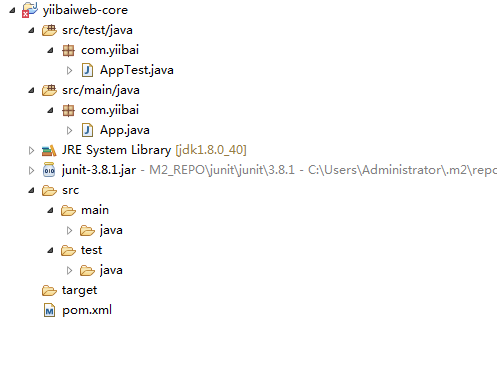 yiibaiweb-core
src/test/java
com.yiibai
AppTest.java
src/main/java
com.yiibai
App.java
JRE System Library [jdk1.8.0_40]
junit-3.8.1.jar - M2_REPO\junit\junit\3.8.1 - C:\Users\Administrator\.m2\repo
src
main
java
test
java
target
pom.xml